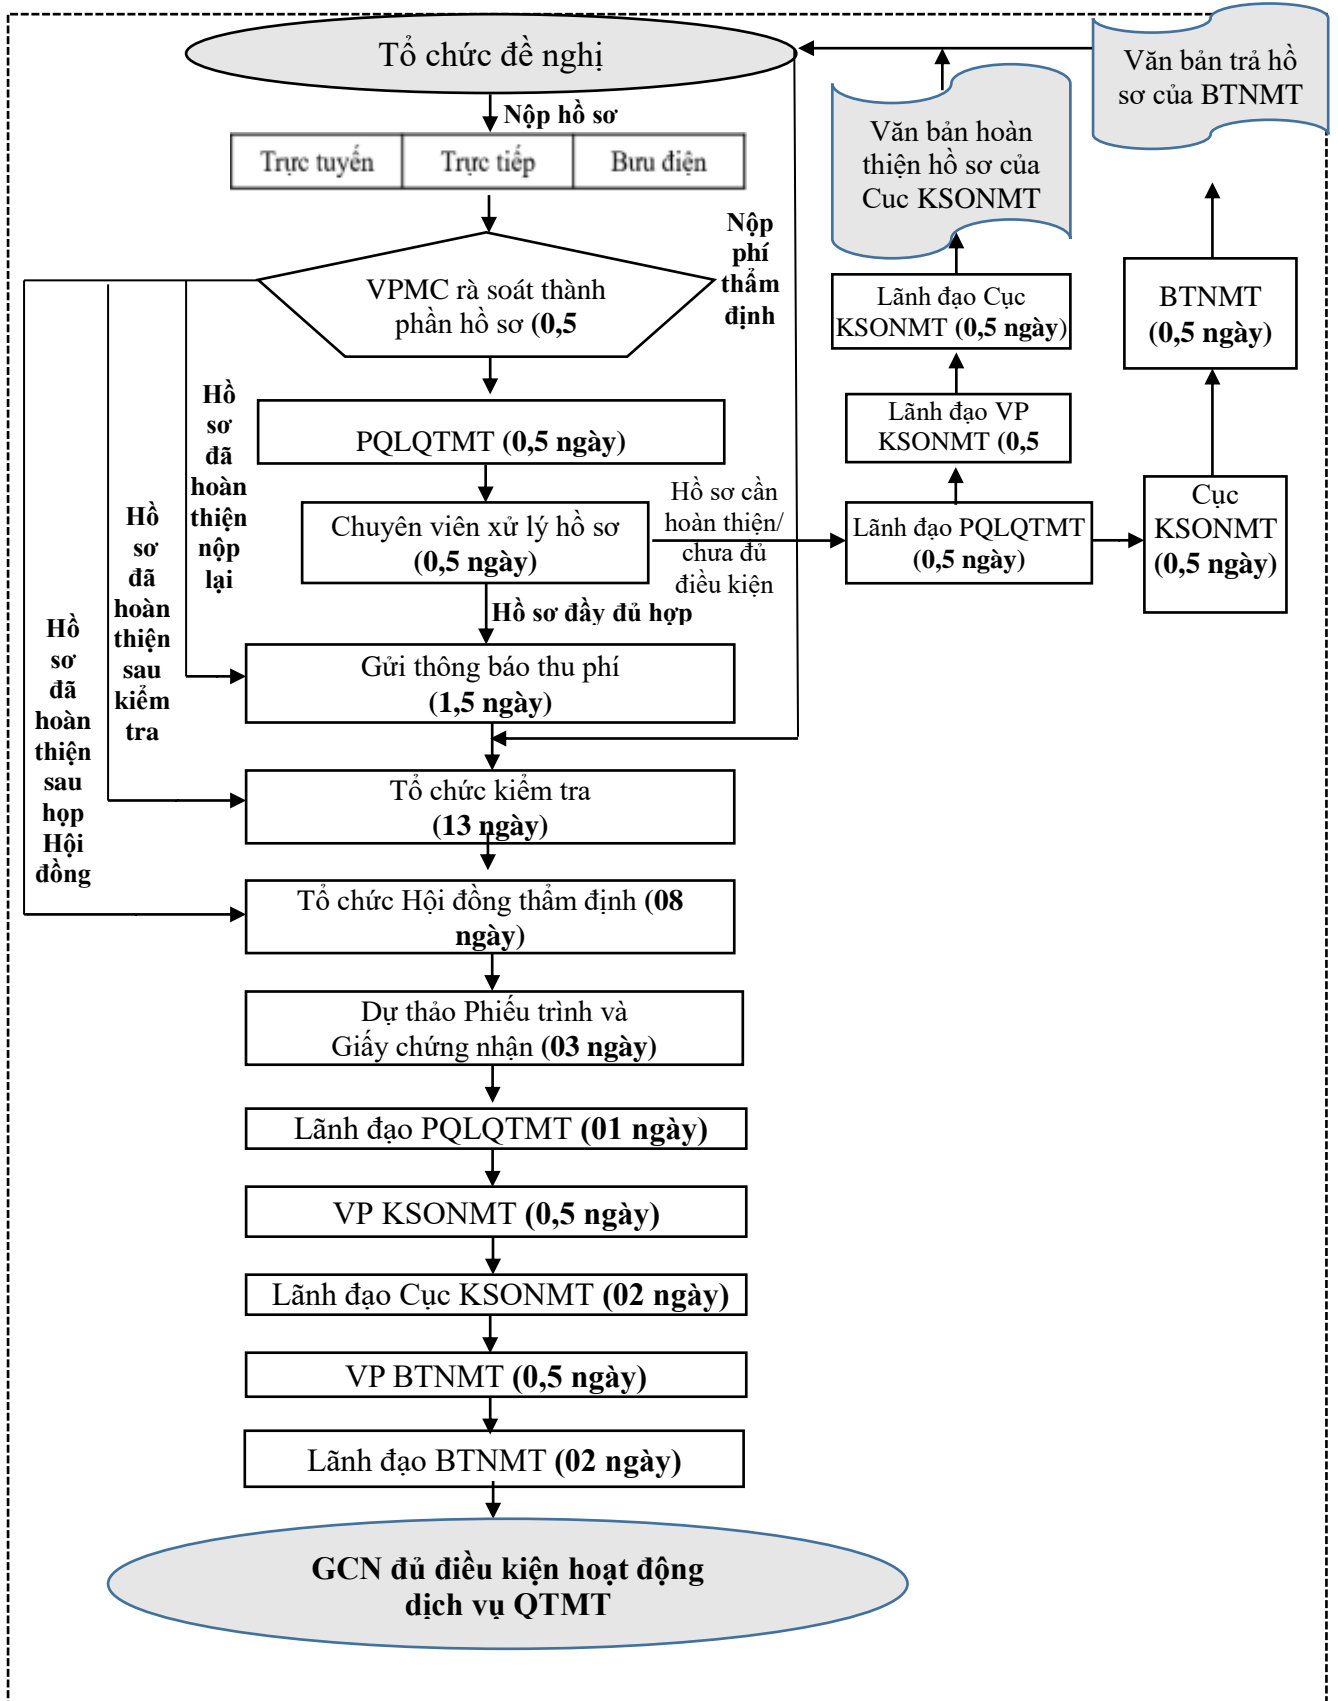 Tổ chức đề nghị
Nộp hồ sơ
Trực tuyến
Trực tiếp
Bưu điện
VPMC rà soát thành
phần hồ sơ (0,5
Nộp
phí
thẩm
định
PQLQTMT (0,5 ngày)
Chuyên viên xử lý hồ sơ
(0,5 ngày)
Hồ sơ cần
hoàn thiện/
chưa đủ
điều kiện
Lãnh đạo PQLQTMT
(0,5 ngày)
Lãnh đạo VP
KSONMT (0,5
Lãnh đạo Cục
KSONMT (0,5 ngày)
Văn bản hoàn
thiện hồ sơ của
Cuc KSONMT
Cục
KSONMT
(0,5 ngày)
BTNMT
(0,5 ngày)
Văn bản trả hồ
sơ của BTNMT
Hồ sơ đầy đủ hợp
Hồ
sơ
đã
hoàn
thiện
nộp
lại
Hồ
sơ
đã
hoàn
thiện
sau
kiểm
tra
Hồ
sơ
đã
hoàn
thiện
sau
họp
Hội
đồng
Gửi thông báo thu phí
(1,5 ngày)
Tổ chức kiểm tra
(13 ngày)
Tổ chức Hội đồng thẩm định (08
ngày)
Dự thảo Phiếu trình và
Giấy chứng nhận (03 ngày)
Lãnh đạo PQLQTMT (01 ngày)
VP KSONMT (0,5 ngày)
Lãnh đạo Cục KSONMT (02 ngày)
VP BTNMT (0,5 ngày)
Lãnh đạo BTNMT (02 ngày)
GCN đủ điều kiện hoạt động
dịch vụ QTMT